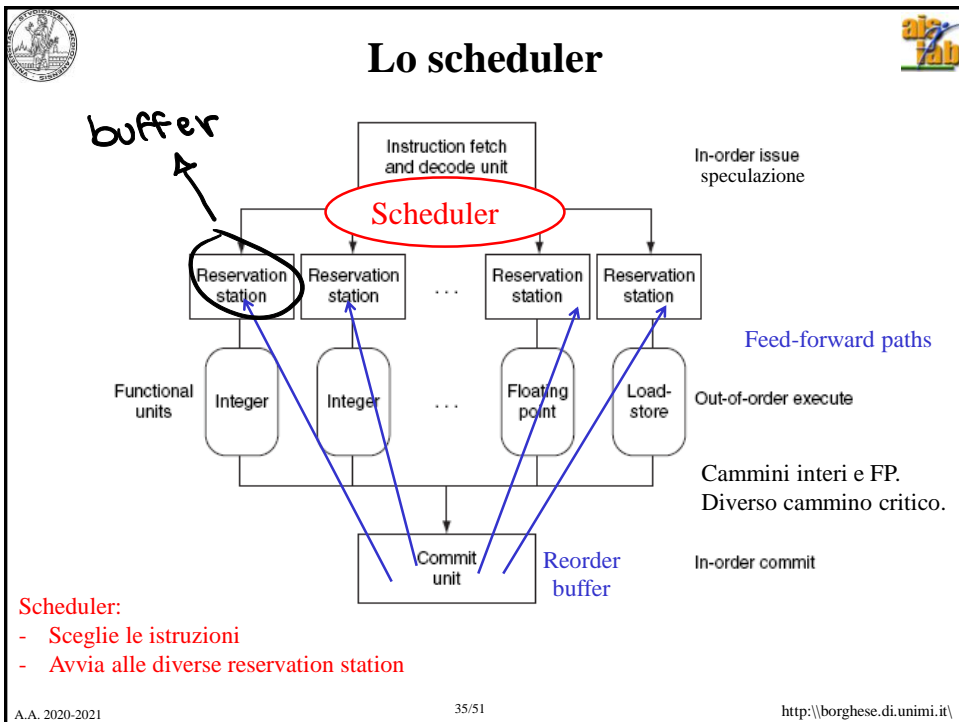 Lo scheduler
buffer
Instruction fetch
and decode unit
In-order issue
speculazione
Scheduler
Reservation
station
Reservation
station
. . .
Reservation
station
Reservation
station
Feed-forward paths
Functional
units
Integer
Integer
. . .
Floating
point
Load-
store
Out-of-order execute
Cammini interi e FP.
Diverso cammino critico.
Commit
unit
Reorder
buffer
In-order commit
Scheduler:
- Sceglie le istruzioni
- Avvia alle diverse reservation station
A.A. 2020-2021
35/51
http:\\borghese.di.unimi.it\